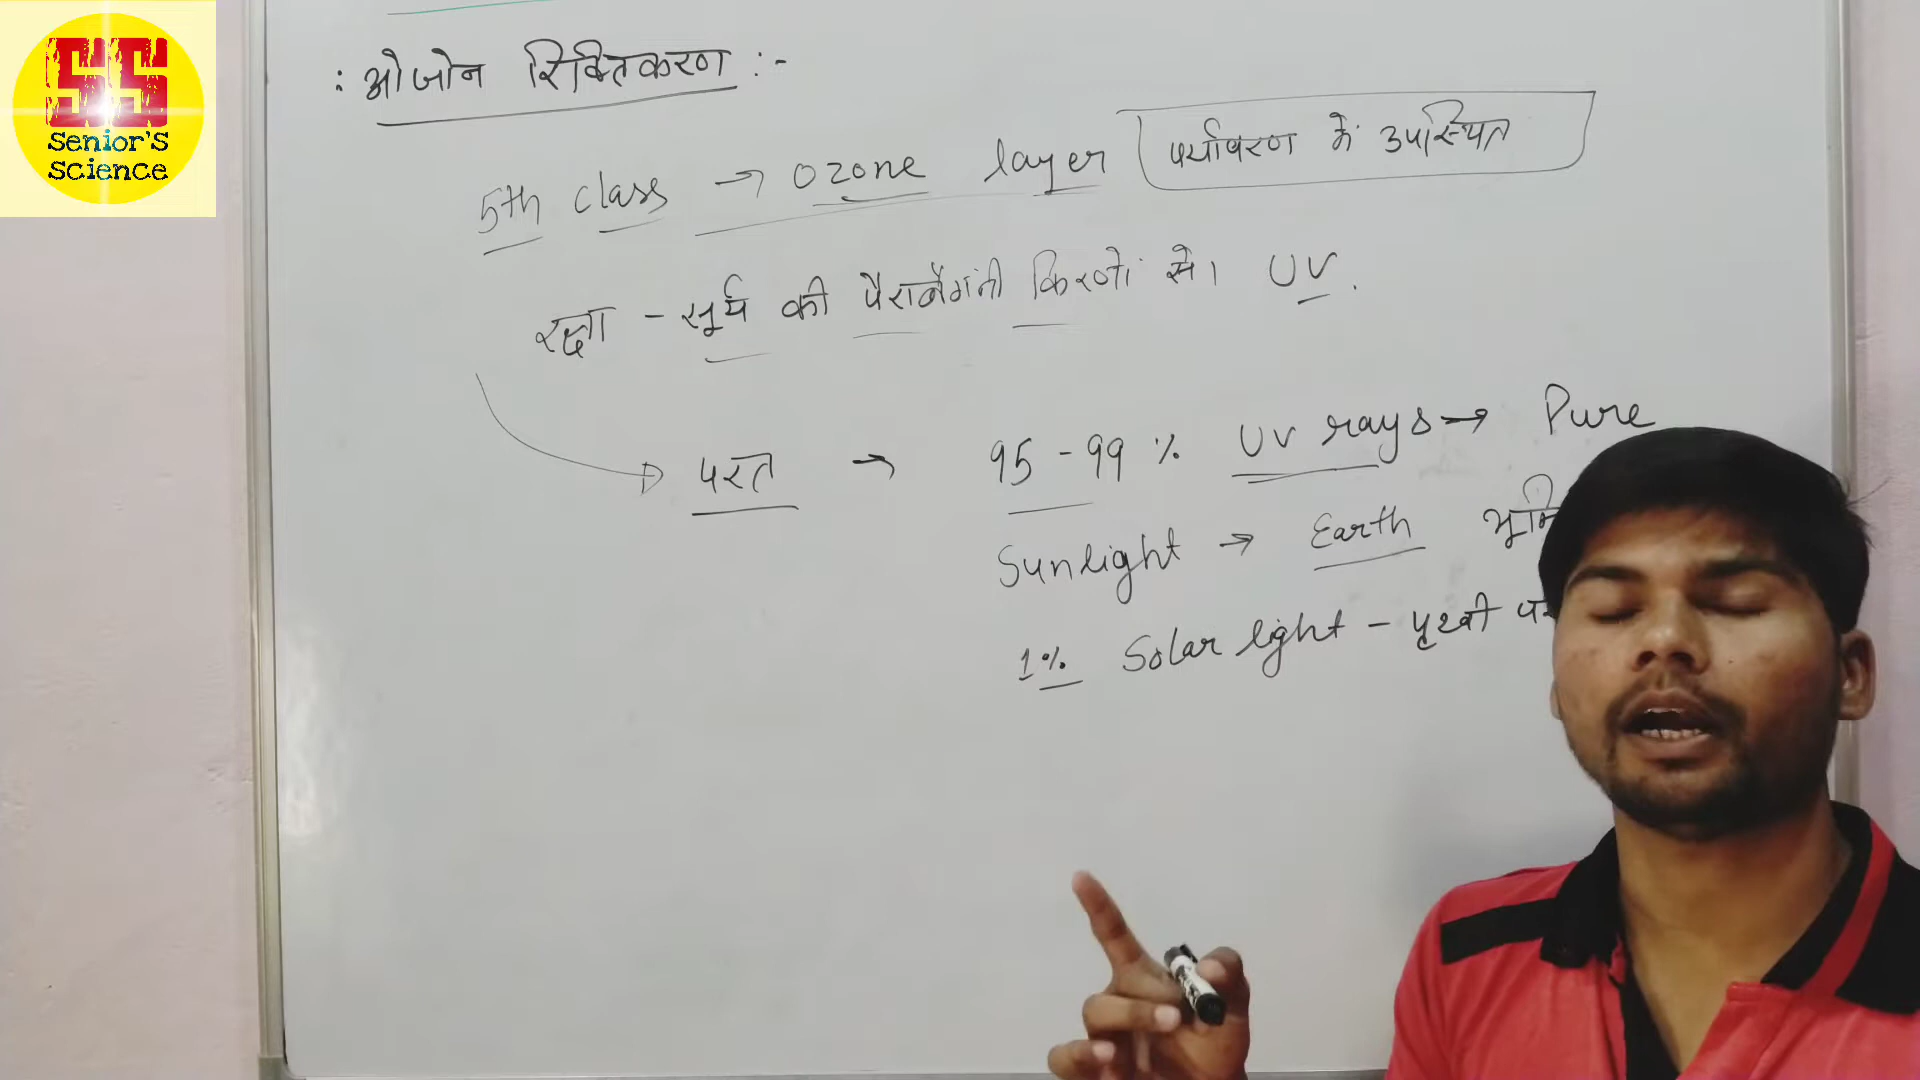 SS
Senior's
Science
: ओजोन रिक्तिकरण :-
5th class → Ozone layer पर्यावरण में उपस्थित
रक्षा - सूर्य की पैराबैगंनी किरणों से। UV.
परत → 95 - 99 % UV rays → Pure
Sunlight → Earth
1% Solar light - पृथ्वी